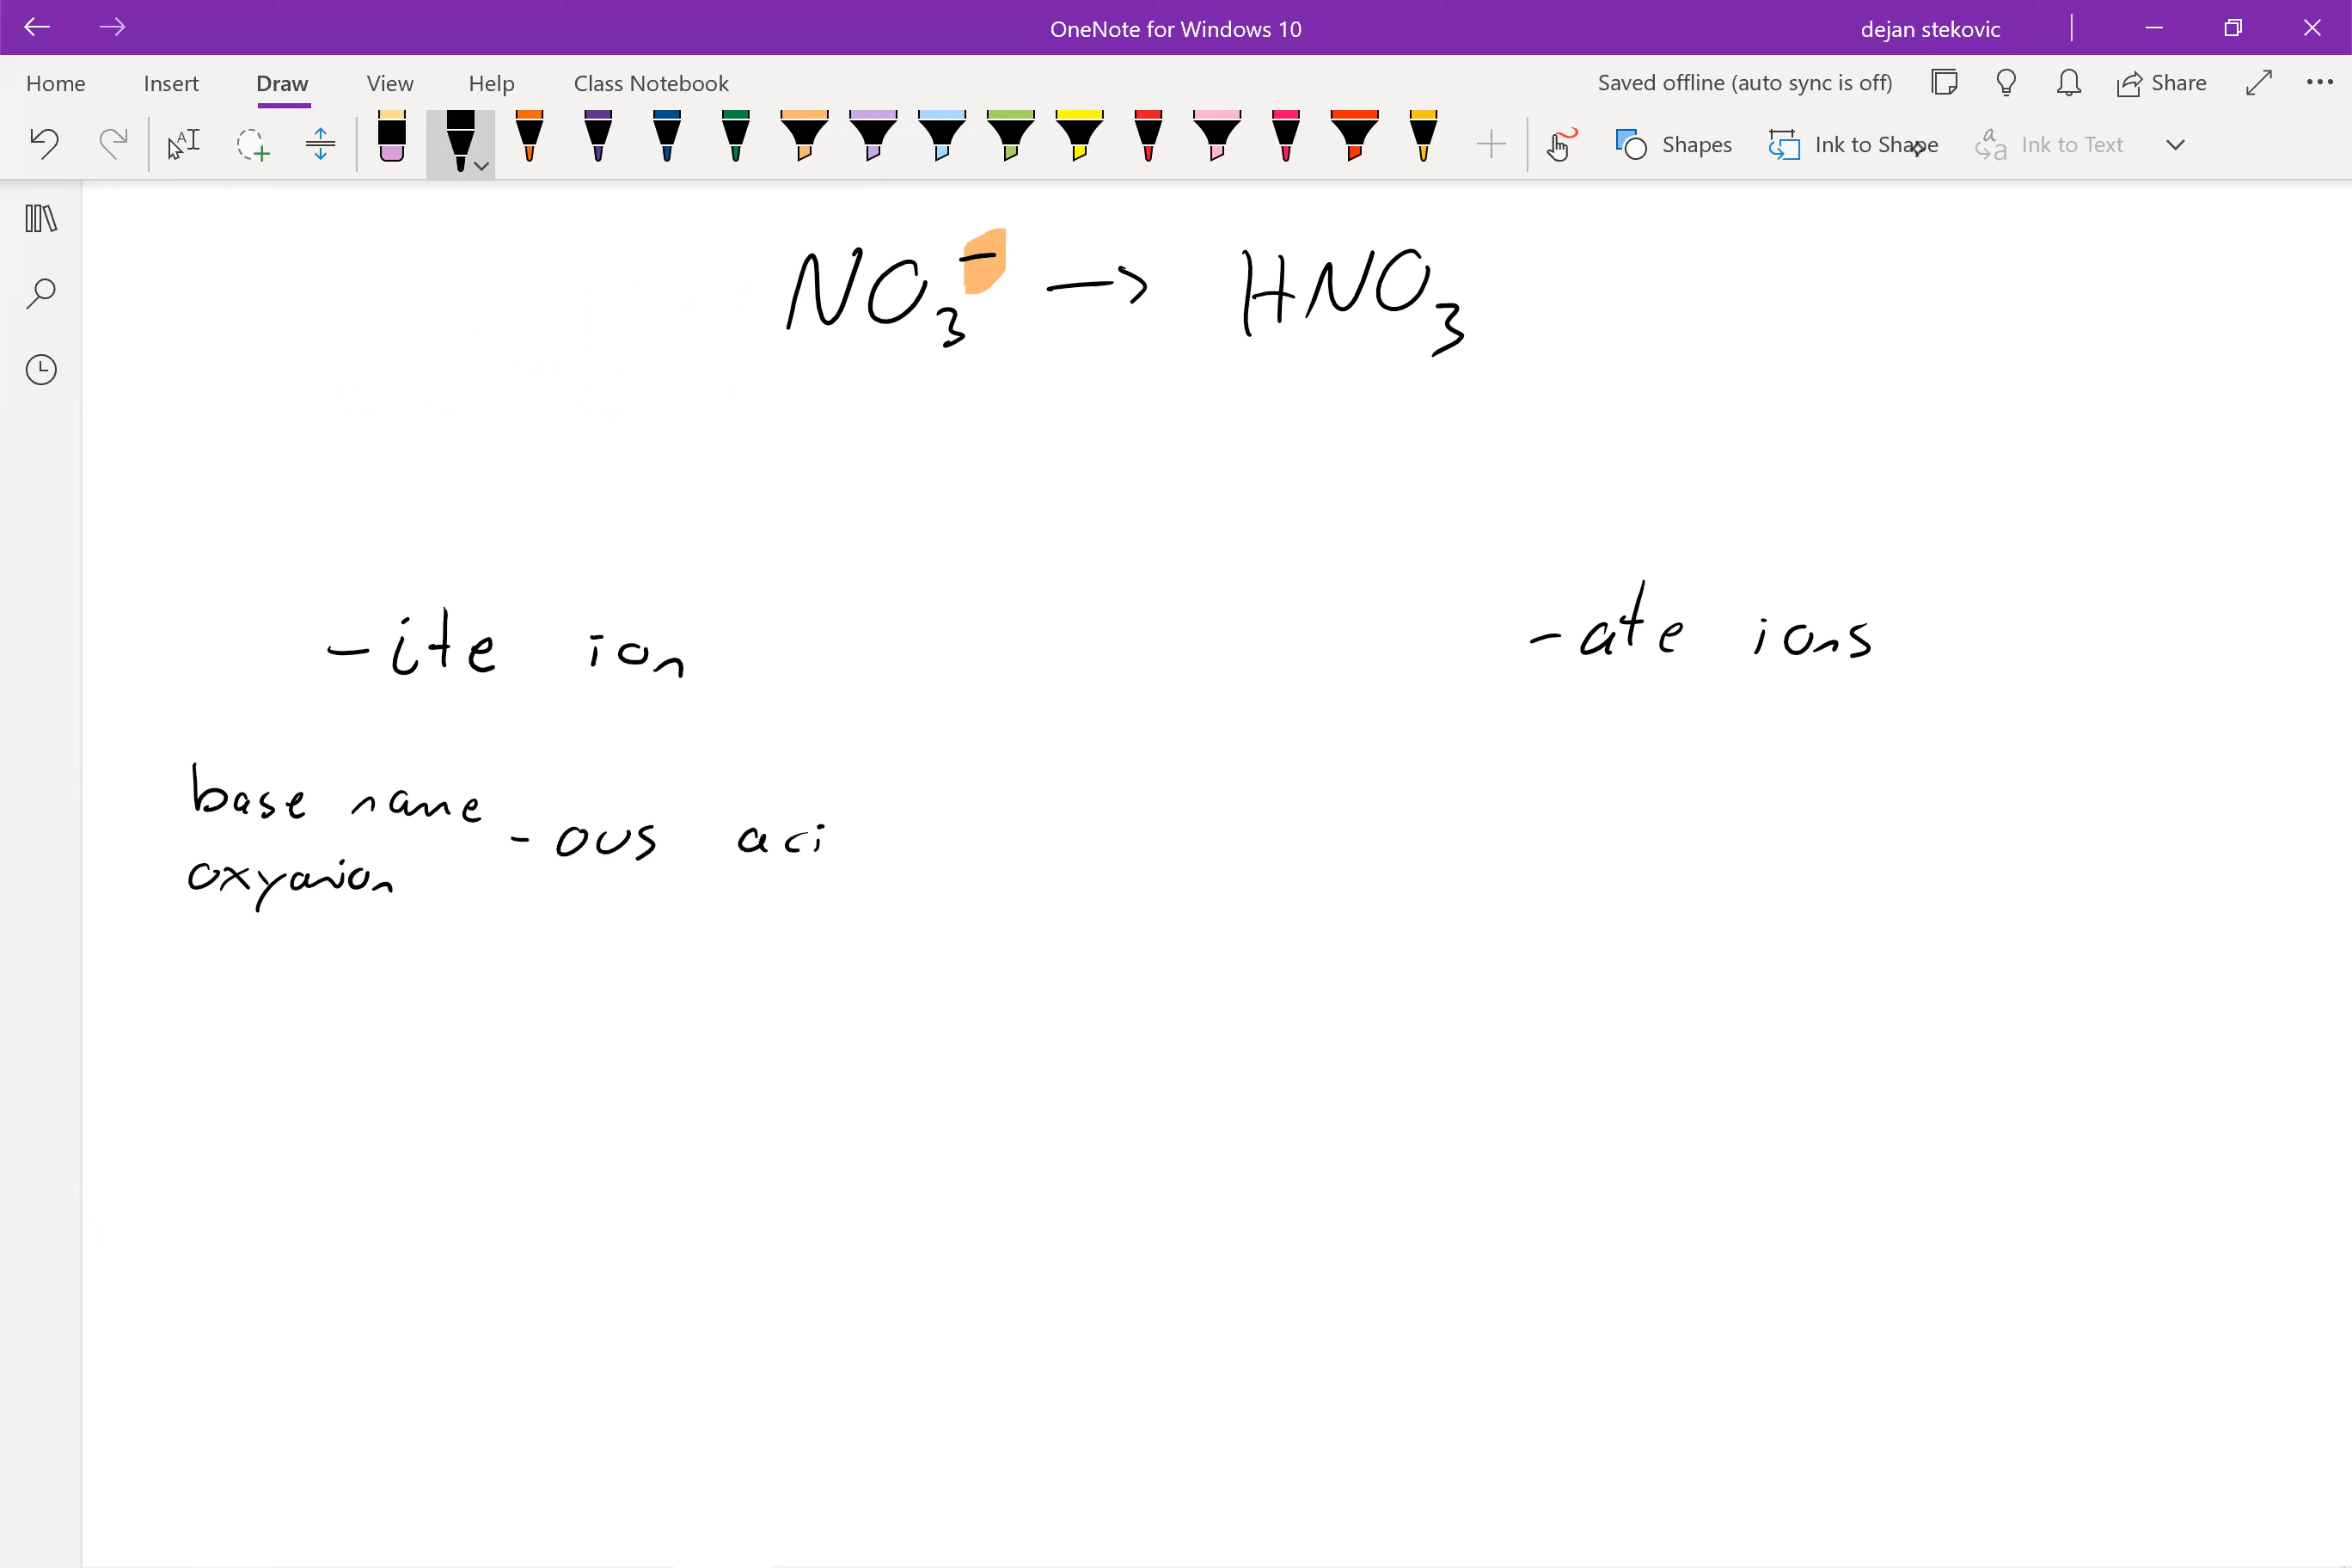 OneNote for Windows 10
dejan stekovic
Home Insert Draw View Help Class Notebook
Saved offline (auto sync is off) Share
Shapes Ink to Shape Ink to Text
NO₃⁻ → HNO₃
-ite ion
-ate ions
base name
-ous aci
oxyanion